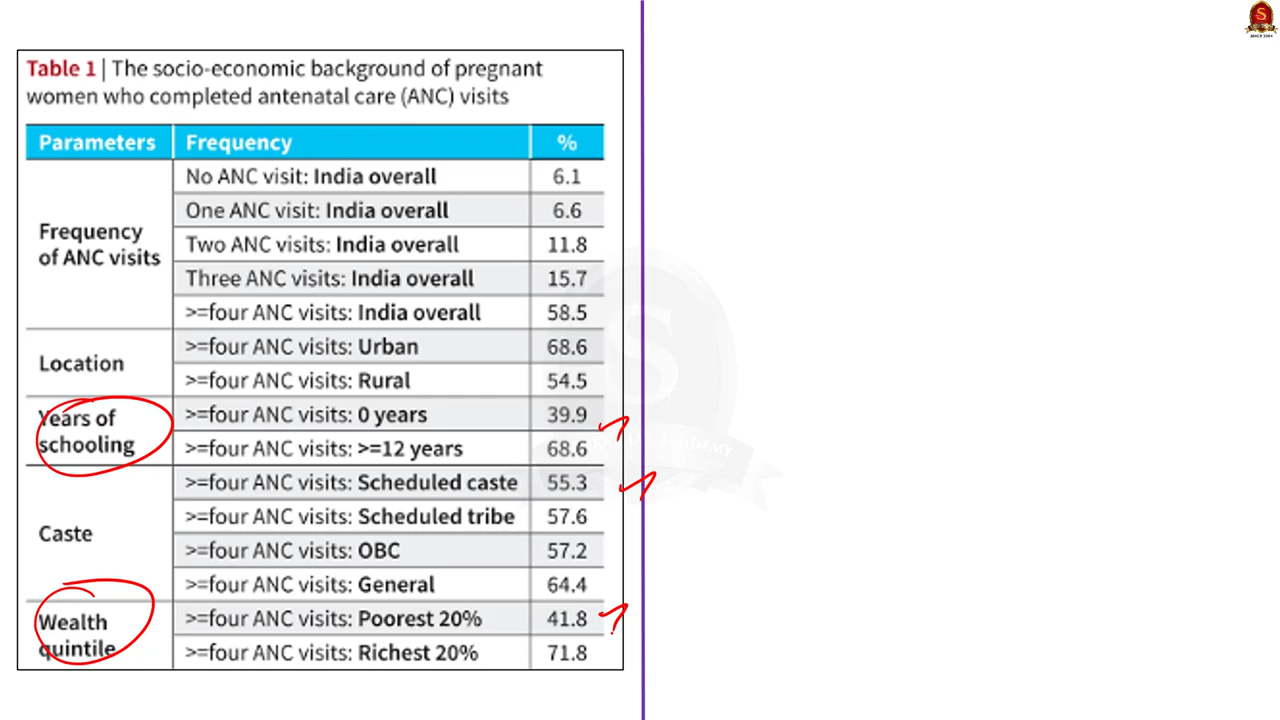 Table 1 | The socio-economic background of pregnant
women who completed antenatal care (ANC) visits
Parameters Frequency %
Frequency
of ANC visits
No ANC visit: India overall 6.1
One ANC visit: India overall 6.6
Two ANC visits: India overall 11.8
Three ANC visits: India overall 15.7
>=four ANC visits: India overall 58.5
Location
>=four ANC visits: Urban 68.6
>=four ANC visits: Rural 54.5
Years of
schooling
>=four ANC visits: 0 years 39.9
>=four ANC visits: >=12 years 68.6
Caste
>=four ANC visits: Scheduled caste 55.3
>=four ANC visits: Scheduled tribe 57.6
>=four ANC visits: OBC 57.2
>=four ANC visits: General 64.4
Wealth
quintile
>=four ANC visits: Poorest 20% 41.8
>=four ANC visits: Richest 20% 71.8
S
SINCE 2004
S
ACADEMY